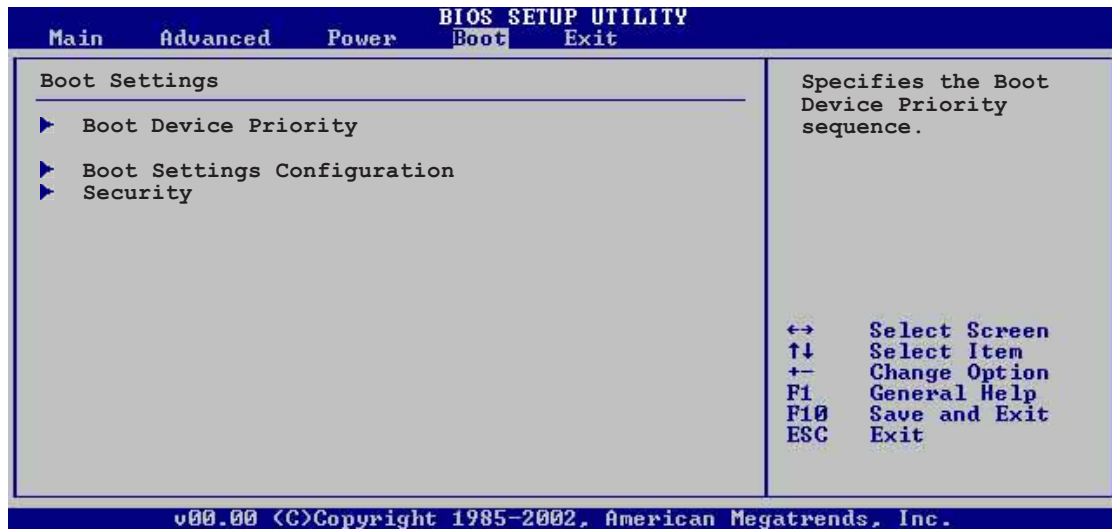 BIOS SETUP UTILITY
Main Advanced Power Boot Exit
Boot Settings
Boot Device Priority
Boot Settings Configuration
Security
Specifies the Boot
Device Priority
sequence.
←→ Select Screen
↑↓ Select Item
+- Change Option
F1 General Help
F10 Save and Exit
ESC Exit
v00.00 (C)Copyright 1985-2002, American Megatrends, Inc.